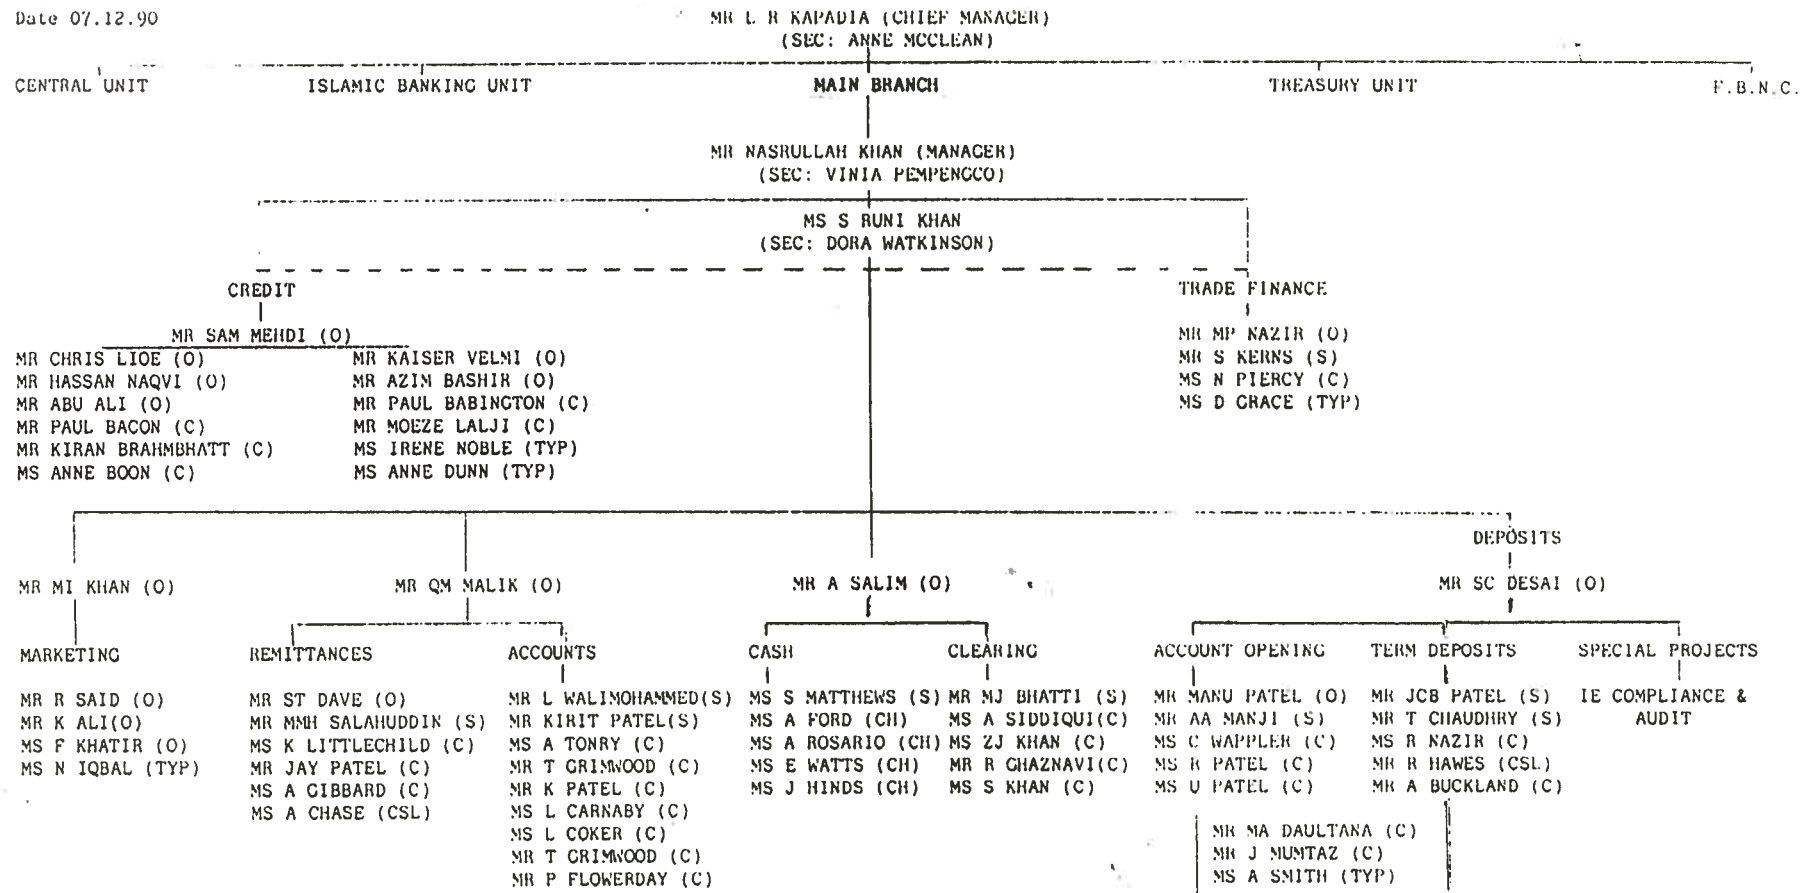 Date 07.12.90
MR L R KAPADIA (CHIEF MANAGER)
(SEC: ANNE MCCLEAN)
CENTRAL UNIT
ISLAMIC BANKING UNIT
MAIN BRANCH
TREASURY UNIT
F.B.N.C.
MR NASRULLAH KHAN (MANAGER)
(SEC: VINIA PEMPENGCO)
MS S RUNI KHAN
(SEC: DORA WATKINSON)
CREDIT
MR SAM MEHDI (O)
MR CHRIS LIOE (O)
MR HASSAN NAQVI (O)
MR ABU ALI (O)
MR PAUL BACON (C)
MR KIRAN BRAHMBHATT (C)
MS ANNE BOON (C)
MR KAISER VELMI (O)
MR AZIM BASHIR (O)
MR PAUL BABINGTON (C)
MR MOEZE LALJI (C)
MS IRENE NOBLE (TYP)
MS ANNE DUNN (TYP)
TRADE FINANCE
MR MP NAZIR (O)
MR S KERNS (S)
MS N PIERCY (C)
MS D GRACE (TYP)
MR MI KHAN (O)
MARKETING
MR R SAID (O)
MR K ALI(O)
MS F KHATIR (O)
MS N IQBAL (TYP)
MR QM MALIK (O)
REMITTANCES
MR ST DAVE (O)
MR MMH SALAHUDDIN (S)
MS K LITTLECHILD (C)
MR JAY PATEL (C)
MS A GIBBARD (C)
MS A CHASE (CSL)
ACCOUNTS
MR L WALIMOHAMMED(S)
MR KIRIT PATEL(S)
MS A TONRY (C)
MR T GRIMWOOD (C)
MR K PATEL (C)
MS L CARNABY (C)
MS L COKER (C)
MR T GRIMWOOD (C)
MR P FLOWERDAY (C)
MR A SALIM (O)
CASH
MS S MATTHEWS (S)
MS A FORD (CH)
MS A ROSARIO (CH)
MS E WATTS (CH)
MS J HINDS (CH)
CLEARING
MR MJ BHATTI (S)
MS A SIDDIQUI(C)
MS ZJ KHAN (C)
MR R GHAZNAVI(C)
MS S KHAN (C)
DEPOSITS
MR SC DESAI (O)
ACCOUNT OPENING
MR MANU PATEL (O)
MR AA MANJI (S)
MS C WAPPLER (C)
MS R PATEL (C)
MS U PATEL (C)
TERM DEPOSITS
MR JCB PATEL (S)
MR T CHAUDHRY (S)
MS R NAZIR (C)
MR R HAWES (CSL)
MR A BUCKLAND (C)
MR MA DAULTANA (C)
MR J MUMTAZ (C)
MS A SMITH (TYP)
SPECIAL PROJECTS
IE COMPLIANCE &
AUDIT